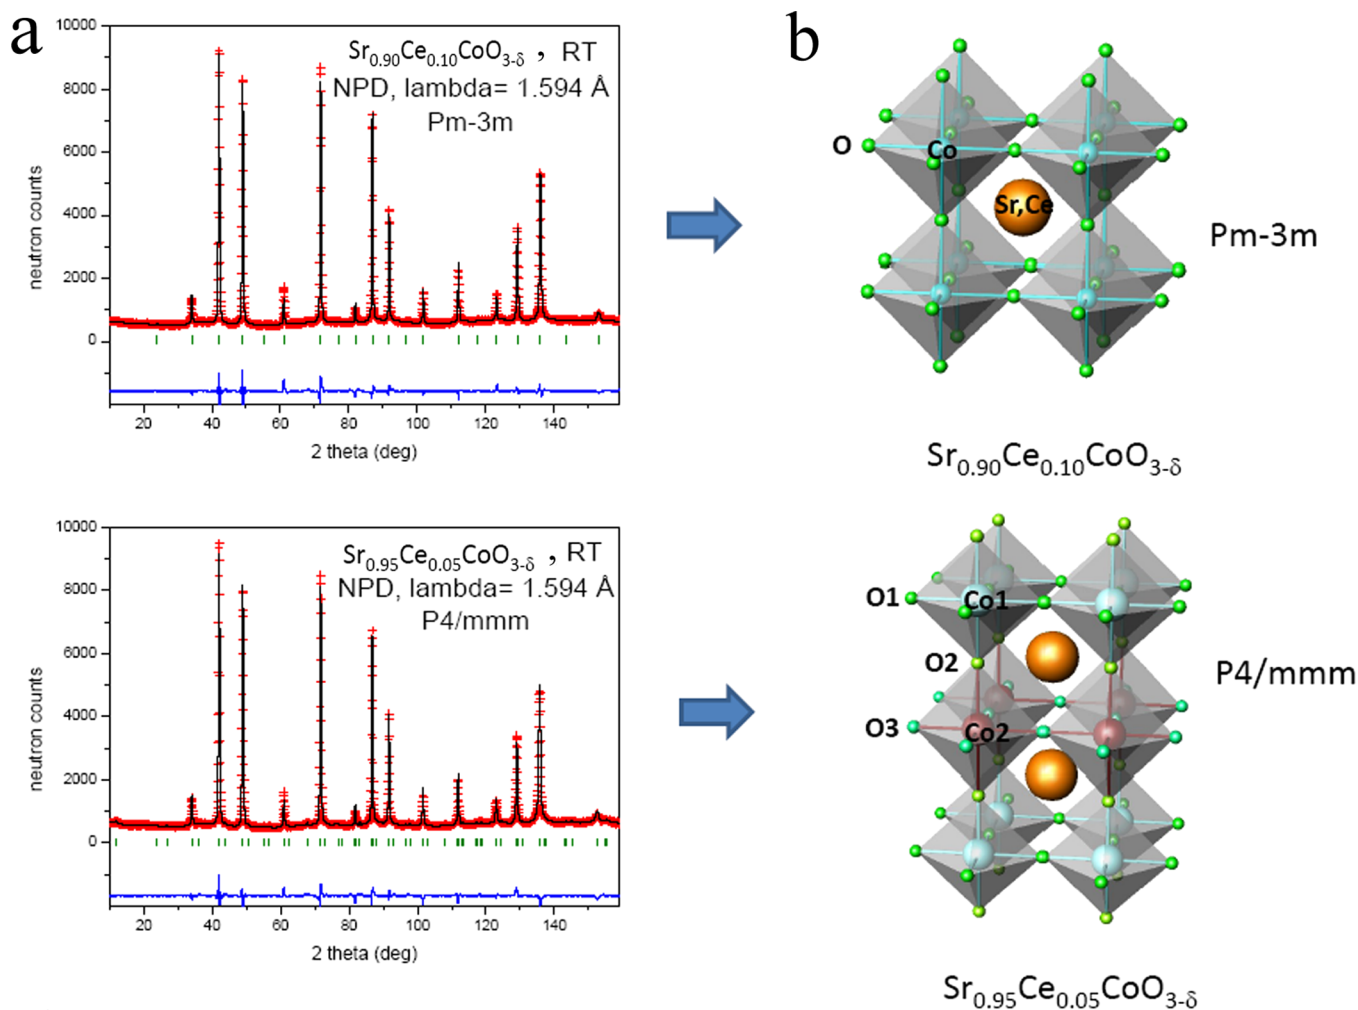 a
Sr0.90Ce0.10CoO3-δ , RT
NPD, lambda= 1.594 Å
Pm-3m
10000
8000
6000
4000
2000
0
neutron counts
20 40 60 80 100 120 140
2 theta (deg)
b
O
Co
Sr,Ce
Pm-3m
Sr0.90Ce0.10CoO3-δ
Sr0.95Ce0.05CoO3-δ , RT
NPD, lambda= 1.594 Å
P4/mmm
10000
8000
6000
4000
2000
0
neutron counts
20 40 60 80 100 120 140
2 theta (deg)
O1
Co1
O2
P4/mmm
O3
Co2
Sr0.95Ce0.05CoO3-δ